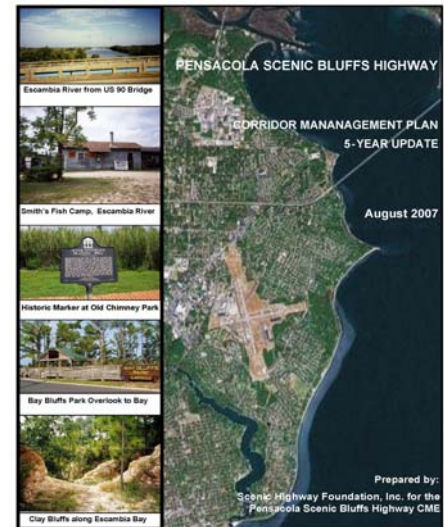 Escambia River from US 90 Bridge
Smith's Fish Camp, Escambia River
Historic Marker at Old Chimney Park
Bay Bluffs Park Overlook to Bay
Clay Bluffs along Escambia Bay
PENSACOLA SCENIC BLUFFS HIGHWAY
CORRIDOR MANANAGEMENT PLAN
5-YEAR UPDATE
August 2007
Prepared by:
Scenic Highway Foundation, Inc. for the
Pensacola Scenic Bluffs Highway CME